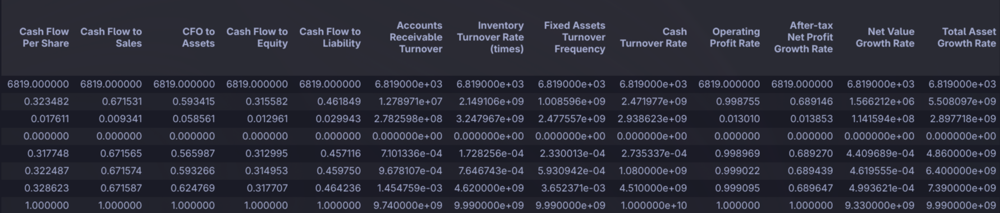 Cash Flow Per Share Cash Flow to Sales CFO to Assets Cash Flow to Equity Cash Flow to Liability Accounts Receivable Turnover Inventory Turnover Rate (times) Fixed Assets Turnover Frequency Cash Turnover Rate Operating Profit Rate After-tax Net Profit Growth Rate Net Value Growth Rate Total Asset Growth Rate
6819.000000 6819.000000 6819.000000 6819.000000 6819.000000 6.819000e+03 6.819000e+03 6.819000e+03 6.819000e+03 6819.000000 6819.000000 6.819000e+03 6.819000e+03
0.323482 0.671531 0.593415 0.315582 0.461849 1.278971e+07 2.149106e+09 1.008596e+09 2.471977e+09 0.998755 0.689146 1.566212e+06 5.508097e+09
0.017611 0.009341 0.058561 0.012961 0.029943 2.782598e+08 3.247967e+09 2.477557e+09 2.938623e+09 0.013010 0.013853 1.141594e+08 2.897718e+09
0.000000 0.000000 0.000000 0.000000 0.000000 0.000000e+00 0.000000e+00 0.000000e+00 0.000000e+00 0.000000 0.000000 0.000000e+00 0.000000e+00
0.317748 0.671565 0.565987 0.312995 0.457116 7.101336e-04 1.728256e-04 2.330013e-04 2.735337e-04 0.998969 0.689270 4.409689e-04 4.860000e+09
0.322487 0.671574 0.593266 0.314953 0.459750 9.678107e-04 7.646743e-04 5.930942e-04 1.080000e+09 0.999022 0.689439 4.619555e-04 6.400000e+09
0.328623 0.671587 0.624769 0.317707 0.464236 1.454759e-03 4.620000e+09 3.652371e-03 4.510000e+09 0.999095 0.689647 4.993621e-04 7.390000e+09
1.000000 1.000000 1.000000 1.000000 1.000000 9.740000e+09 9.990000e+09 9.990000e+09 1.000000e+10 1.000000 1.000000 9.330000e+09 9.990000e+09